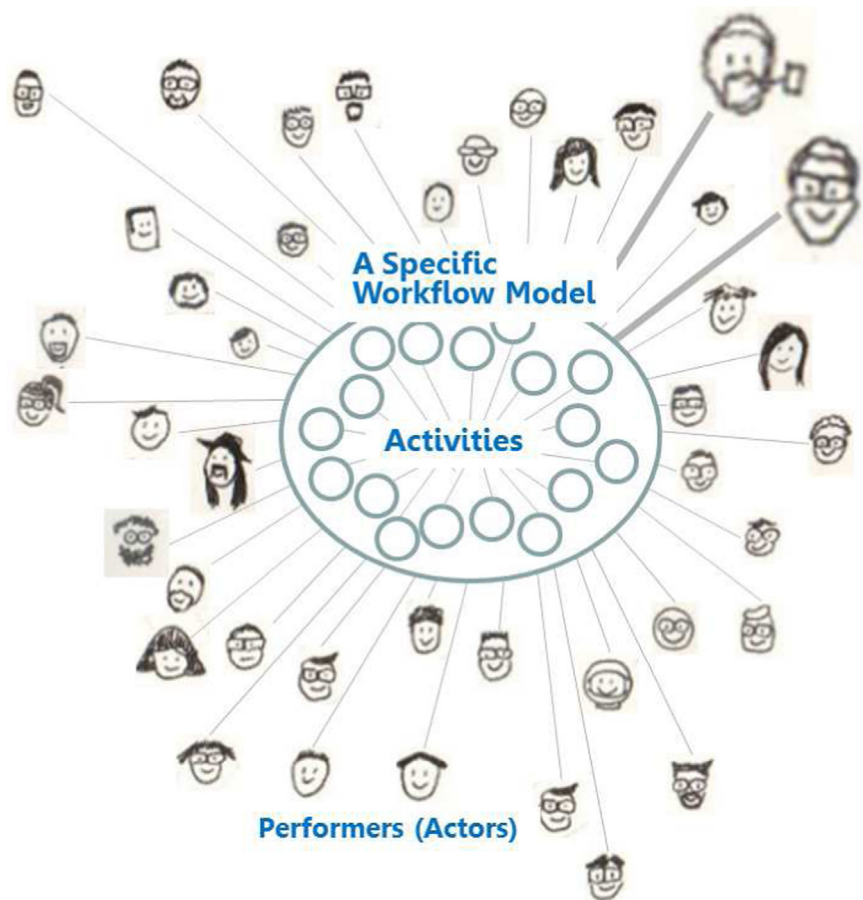 A Specific
Workflow Model
Activities
Performers (Actors)